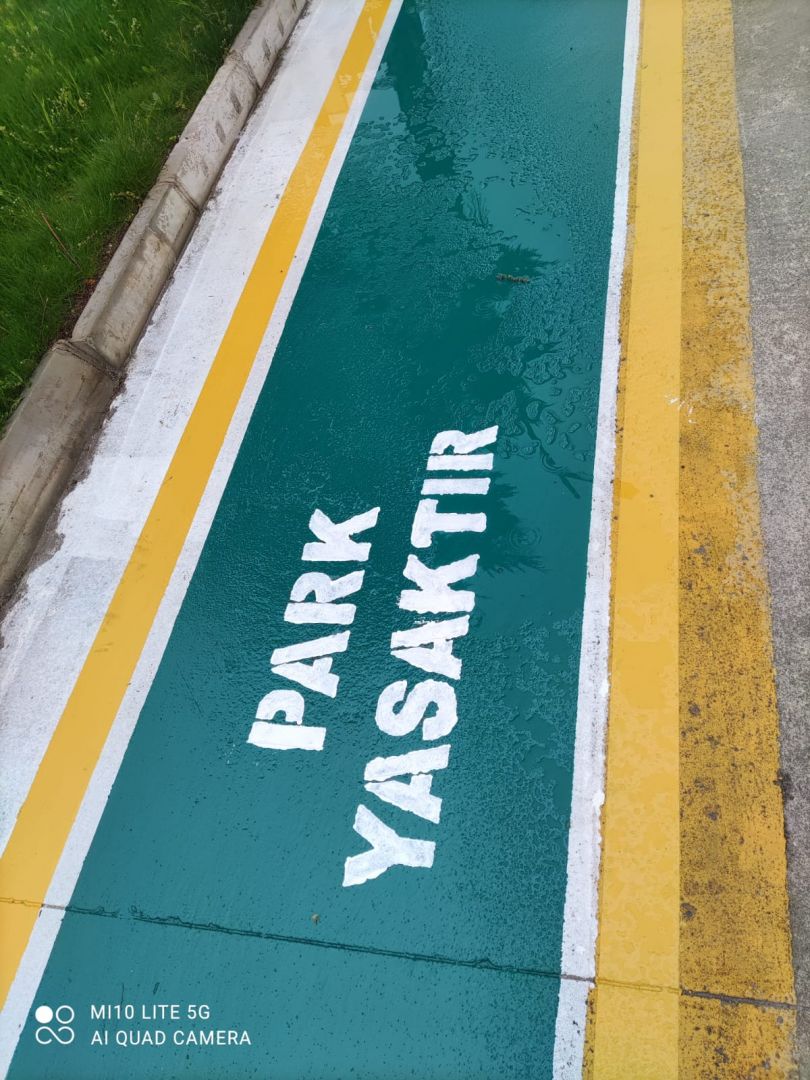 PARK
YASAKTIR
MI10 LITE 5G
AI QUAD CAMERA